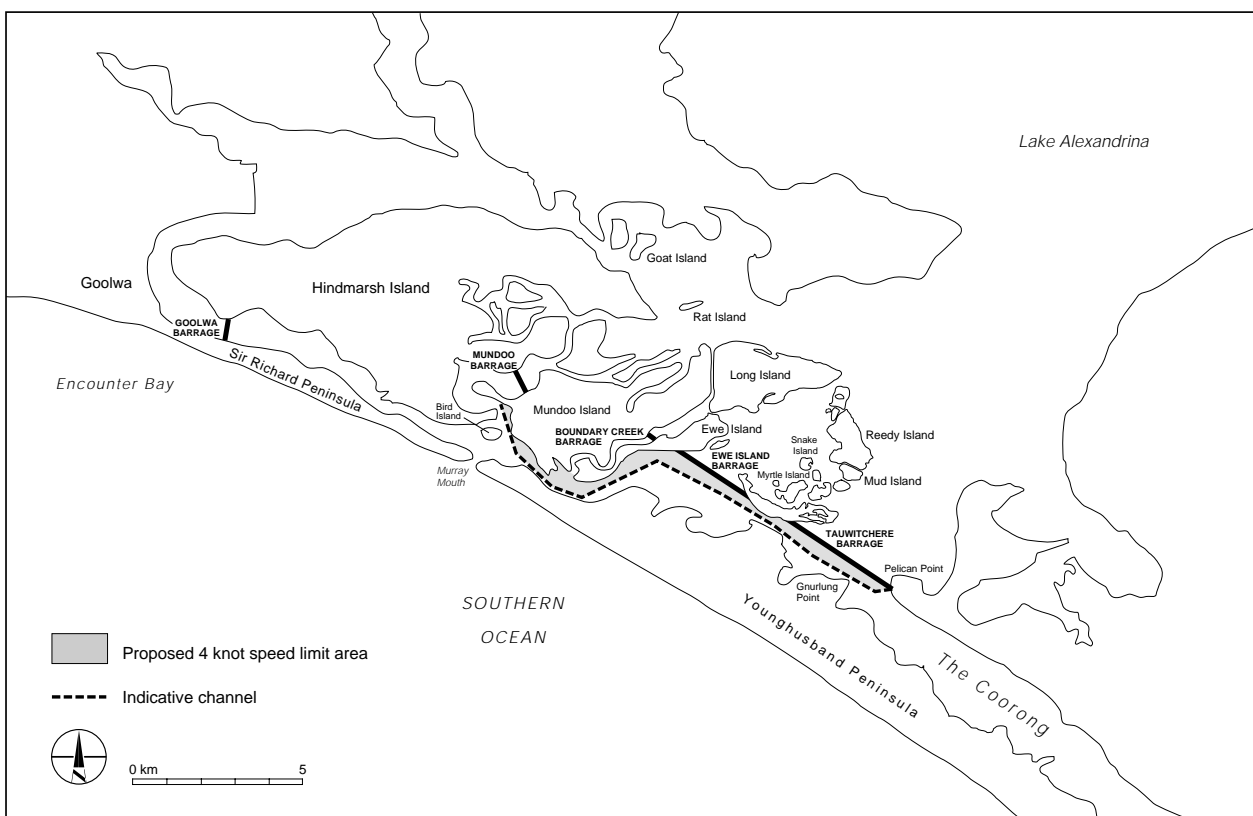 Lake Alexandrina
Goat Island
Goolwa
Hindmarsh Island
Rat Island
GOOLWA
BARRAGE
Sir Richard Peninsula
MUNDOO
BARRAGE
Encounter Bay
Long Island
Bird
Island
Mundoo Island
BOUNDARY CREEK
BARRAGE
Ewe Island
Reedy Island
Snake
Island
EWE ISLAND
BARRAGE
Myrtle Island
Mud Island
Murray
Mouth
TAUWITCHERE
BARRAGE
Pelican Point
Gnurlung
Point
SOUTHERN
OCEAN
Younghusband Peninsula
The Coorong
Proposed 4 knot speed limit area
Indicative channel
0 km 5